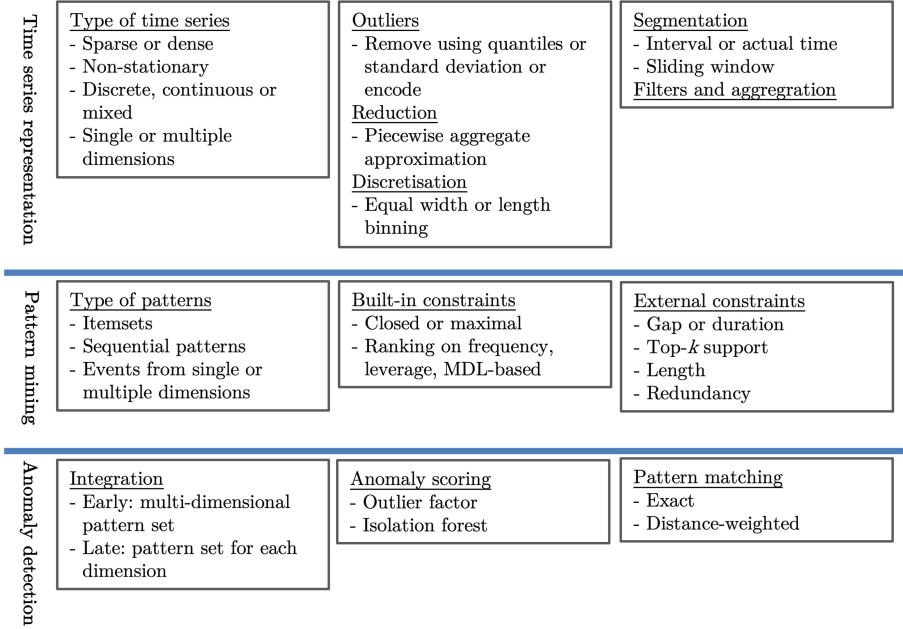 Time series representation
Type of time series
- Sparse or dense
- Non-stationary
- Discrete, continuous or
mixed
- Single or multiple
dimensions
Outliers
- Remove using quantiles or
standard deviation or
encode
Reduction
- Piecewise aggregate
approximation
Discretisation
- Equal width or length
binning
Segmentation
- Interval or actual time
- Sliding window
Filters and aggregration
Pattern mining
Type of patterns
- Itemsets
- Sequential patterns
- Events from single or
multiple dimensions
Built-in constraints
- Closed or maximal
- Ranking on frequency,
leverage, MDL-based
External constraints
- Gap or duration
- Top-k support
- Length
- Redundancy
Anomaly detection
Integration
- Early: multi-dimensional
pattern set
- Late: pattern set for each
dimension
Anomaly scoring
- Outlier factor
- Isolation forest
Pattern matching
- Exact
- Distance-weighted